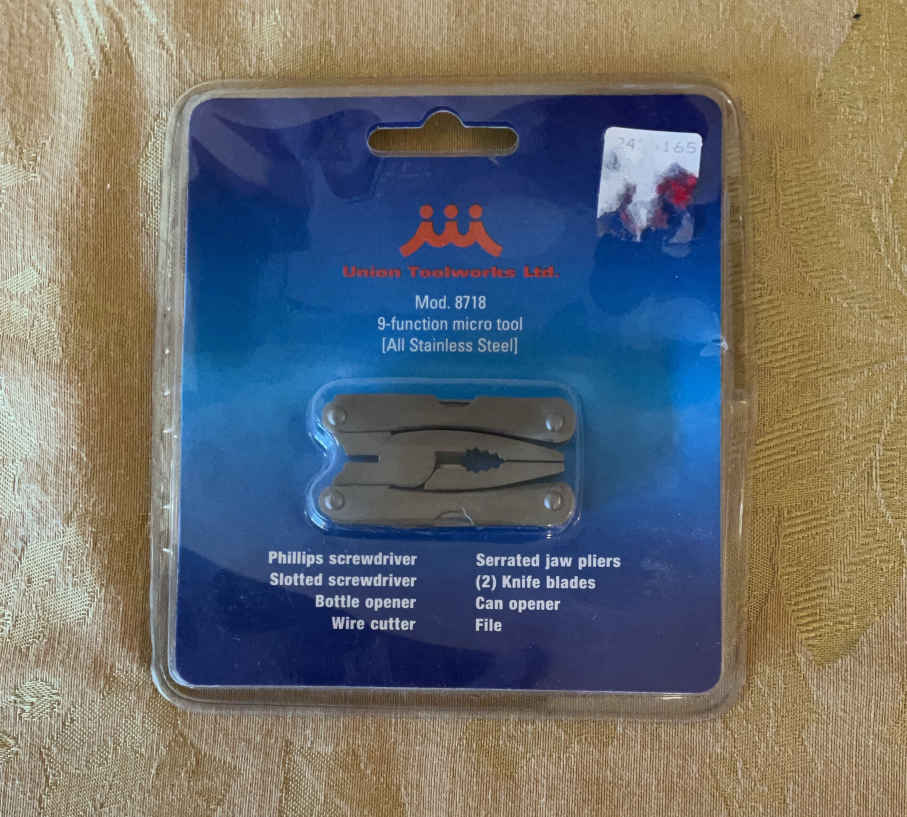 165
Union Toolworks Ltd.
Mod. 8718
9-function micro tool
[All Stainless Steel]
Phillips screwdriver
Slotted screwdriver
Bottle opener
Wire cutter
Serrated jaw pliers
(2) Knife blades
Can opener
File